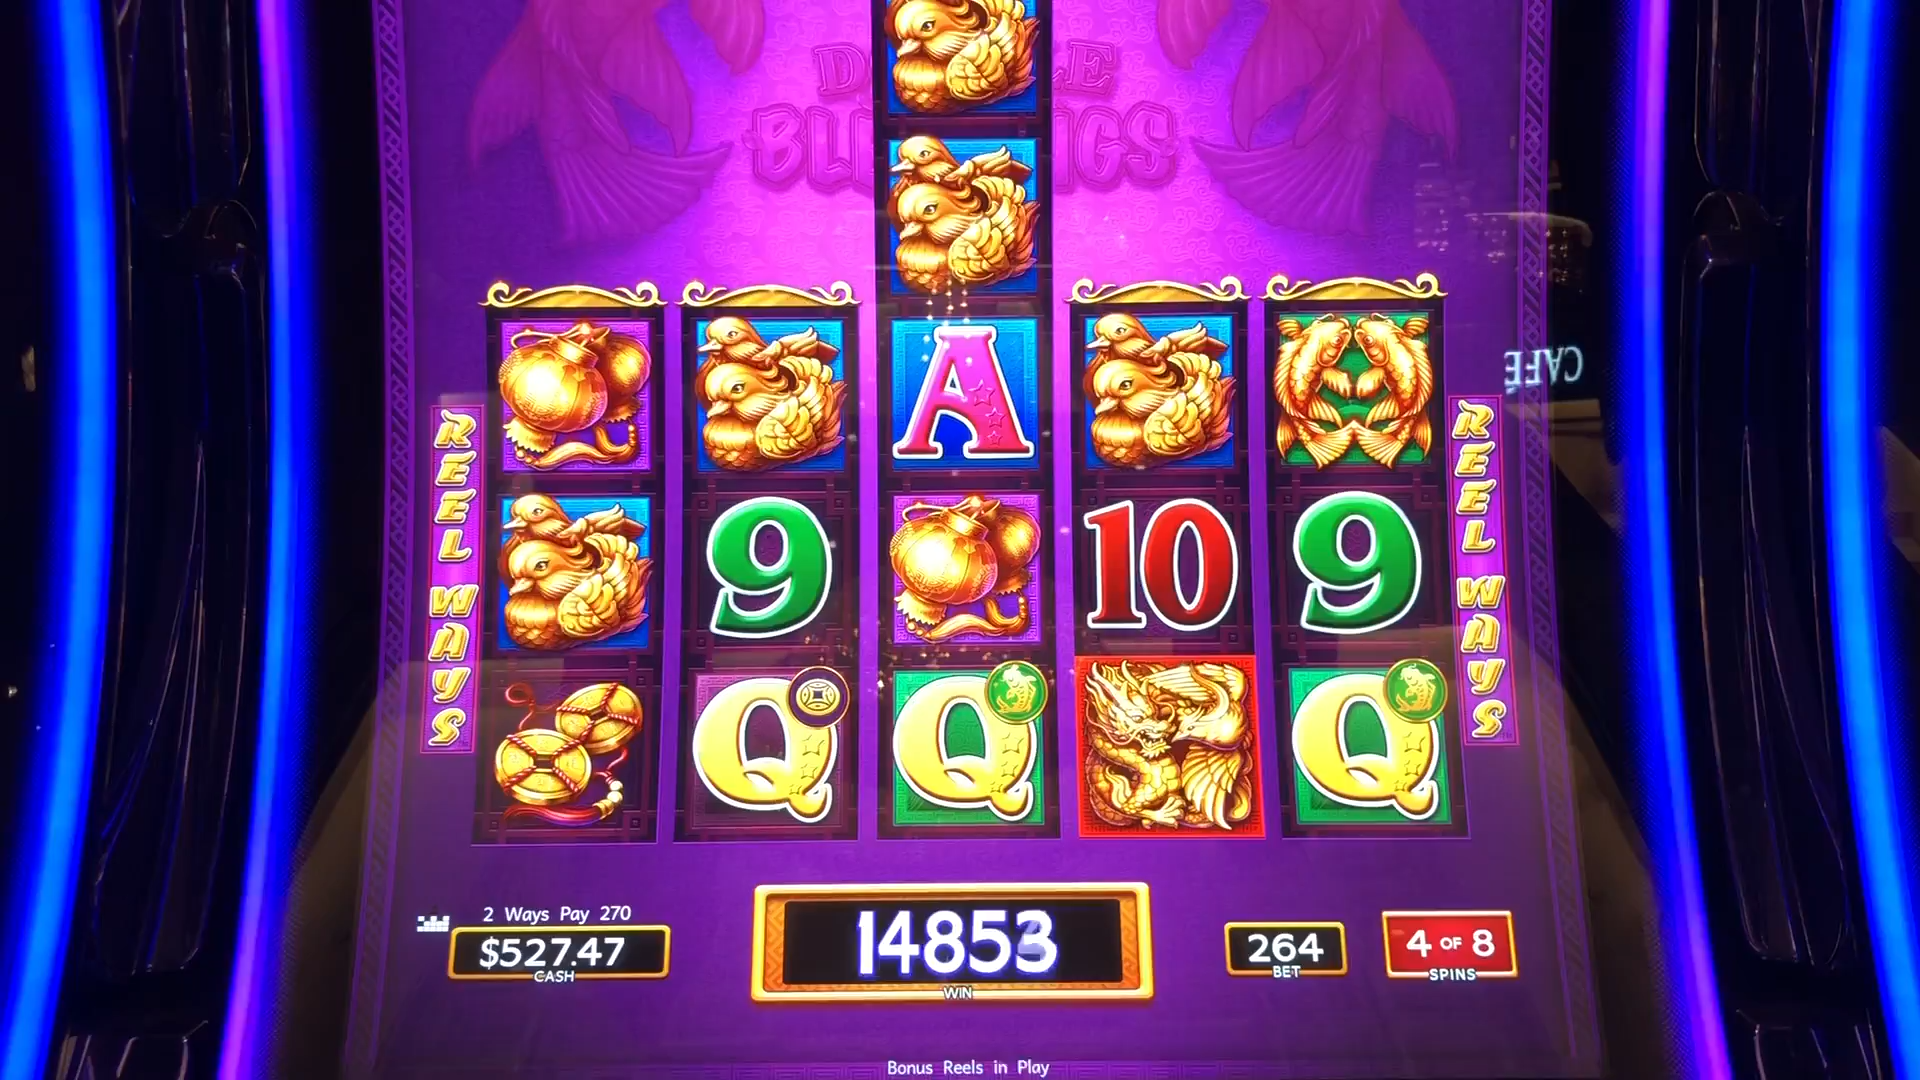 A
9
10
9
Q
Q
Q
REEL WAYS
REEL WAYS
CAFE
2 Ways Pay 270
$527.47
CASH
14853
WIN
264
BET
4 OF 8
SPINS
Bonus Reels in Play